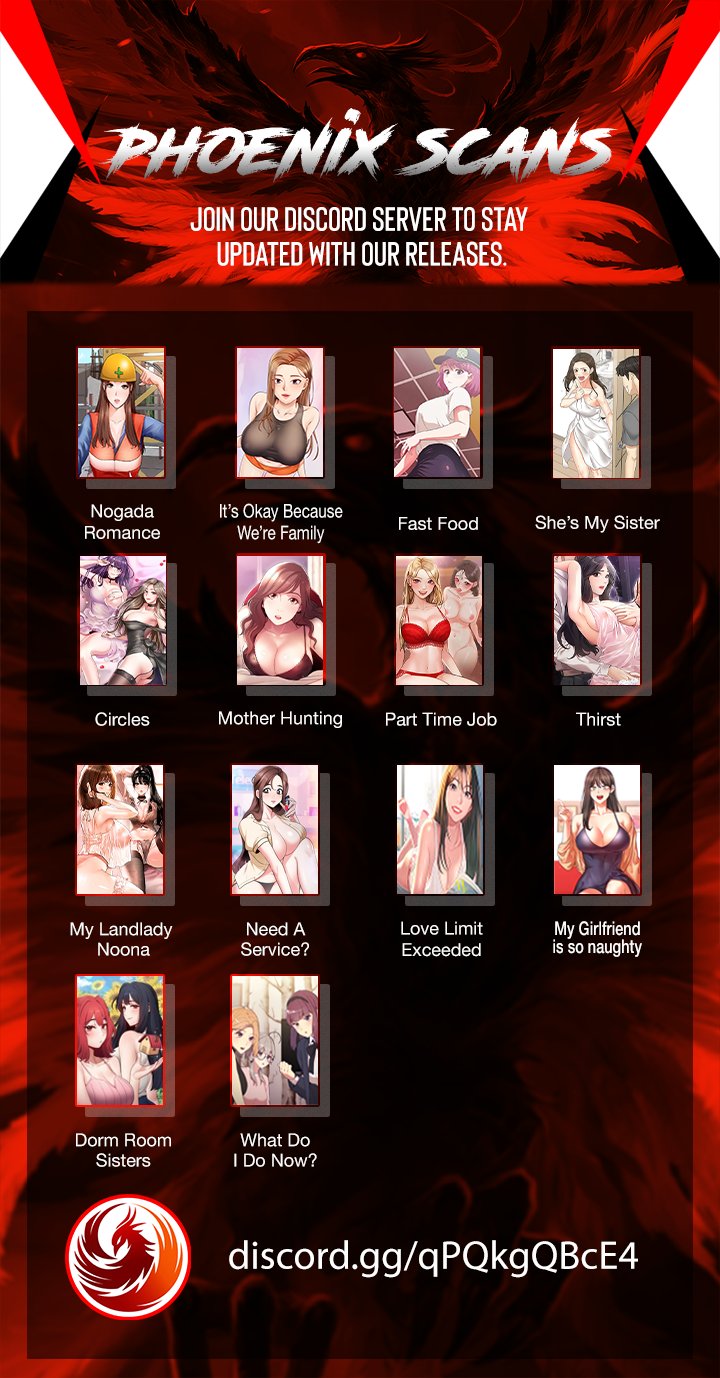 PHOENIX SCANS
JOIN OUR DISCORD SERVER TO STAY
UPDATED WITH OUR RELEASES.
Nogada
Romance
It's Okay Because
We're Family
Fast Food
She's My Sister
Circles
Mother Hunting
Part Time Job
Thirst
My Landlady
Noona
Need A
Service?
Love Limit
Exceeded
My Girlfriend
is so naughty
Dorm Room
Sisters
What Do
I Do Now?
discord.gg/qPQkgQBcE4